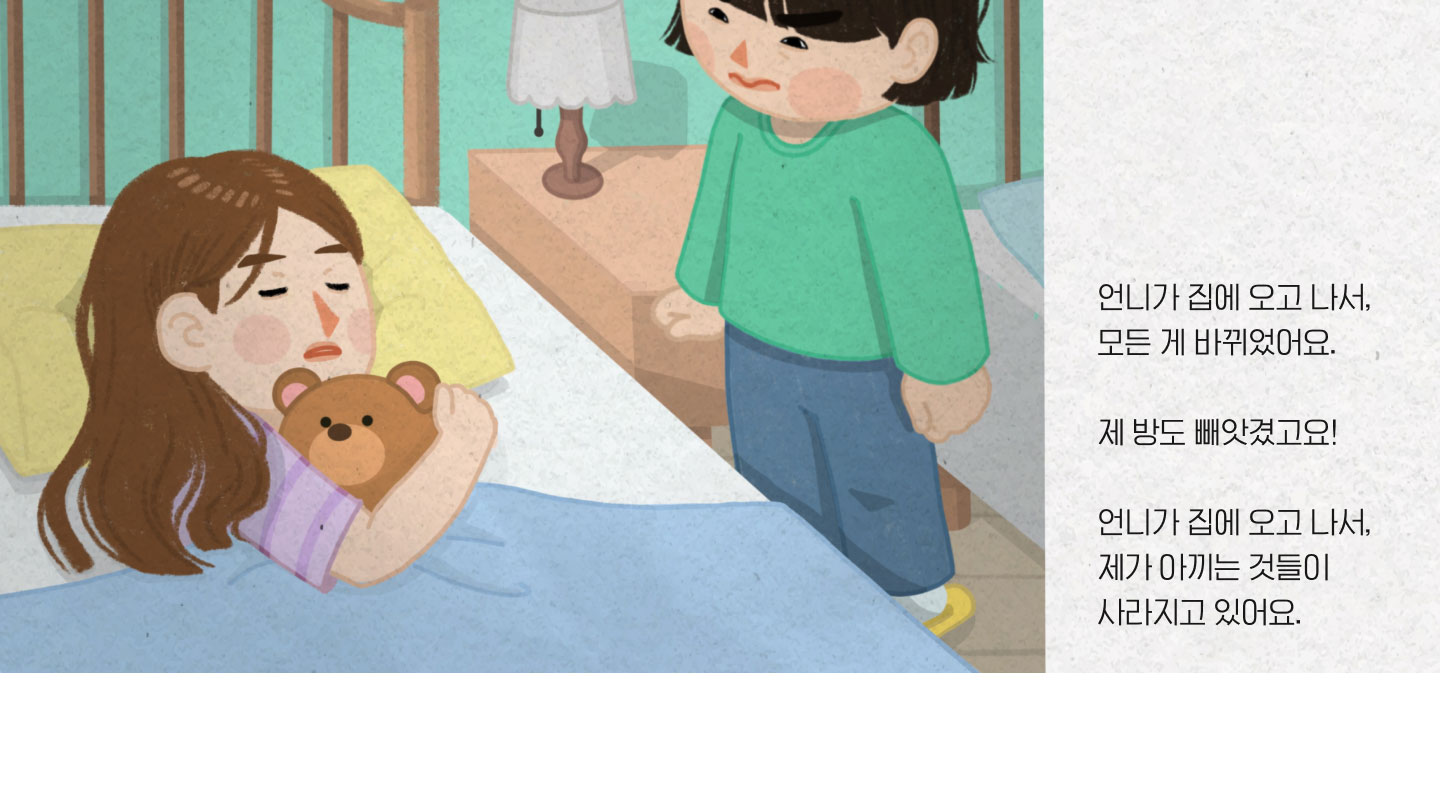 언니가 집에 오고 나서,
모든 게 바뀌었어요.
제 방도 빼앗겼고요!
언니가 집에 오고 나서,
제가 아끼는 것들이
사라지고 있어요.